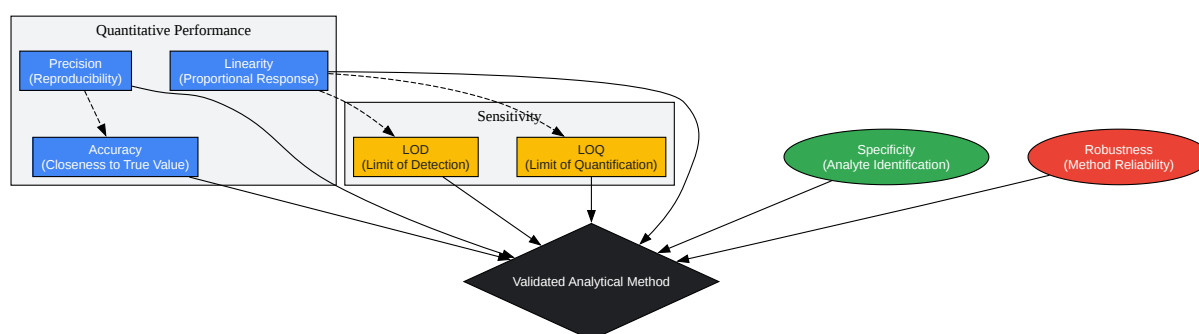 Quantitative Performance
Precision
(Reproducibility)
Linearity
(Proportional Response)
Sensitivity
Accuracy
(Closeness to True Value)
LOD
(Limit of Detection)
LOQ
(Limit of Quantification)
Specificity
(Analyte Identification)
Robustness
(Method Reliability)
Validated Analytical Method